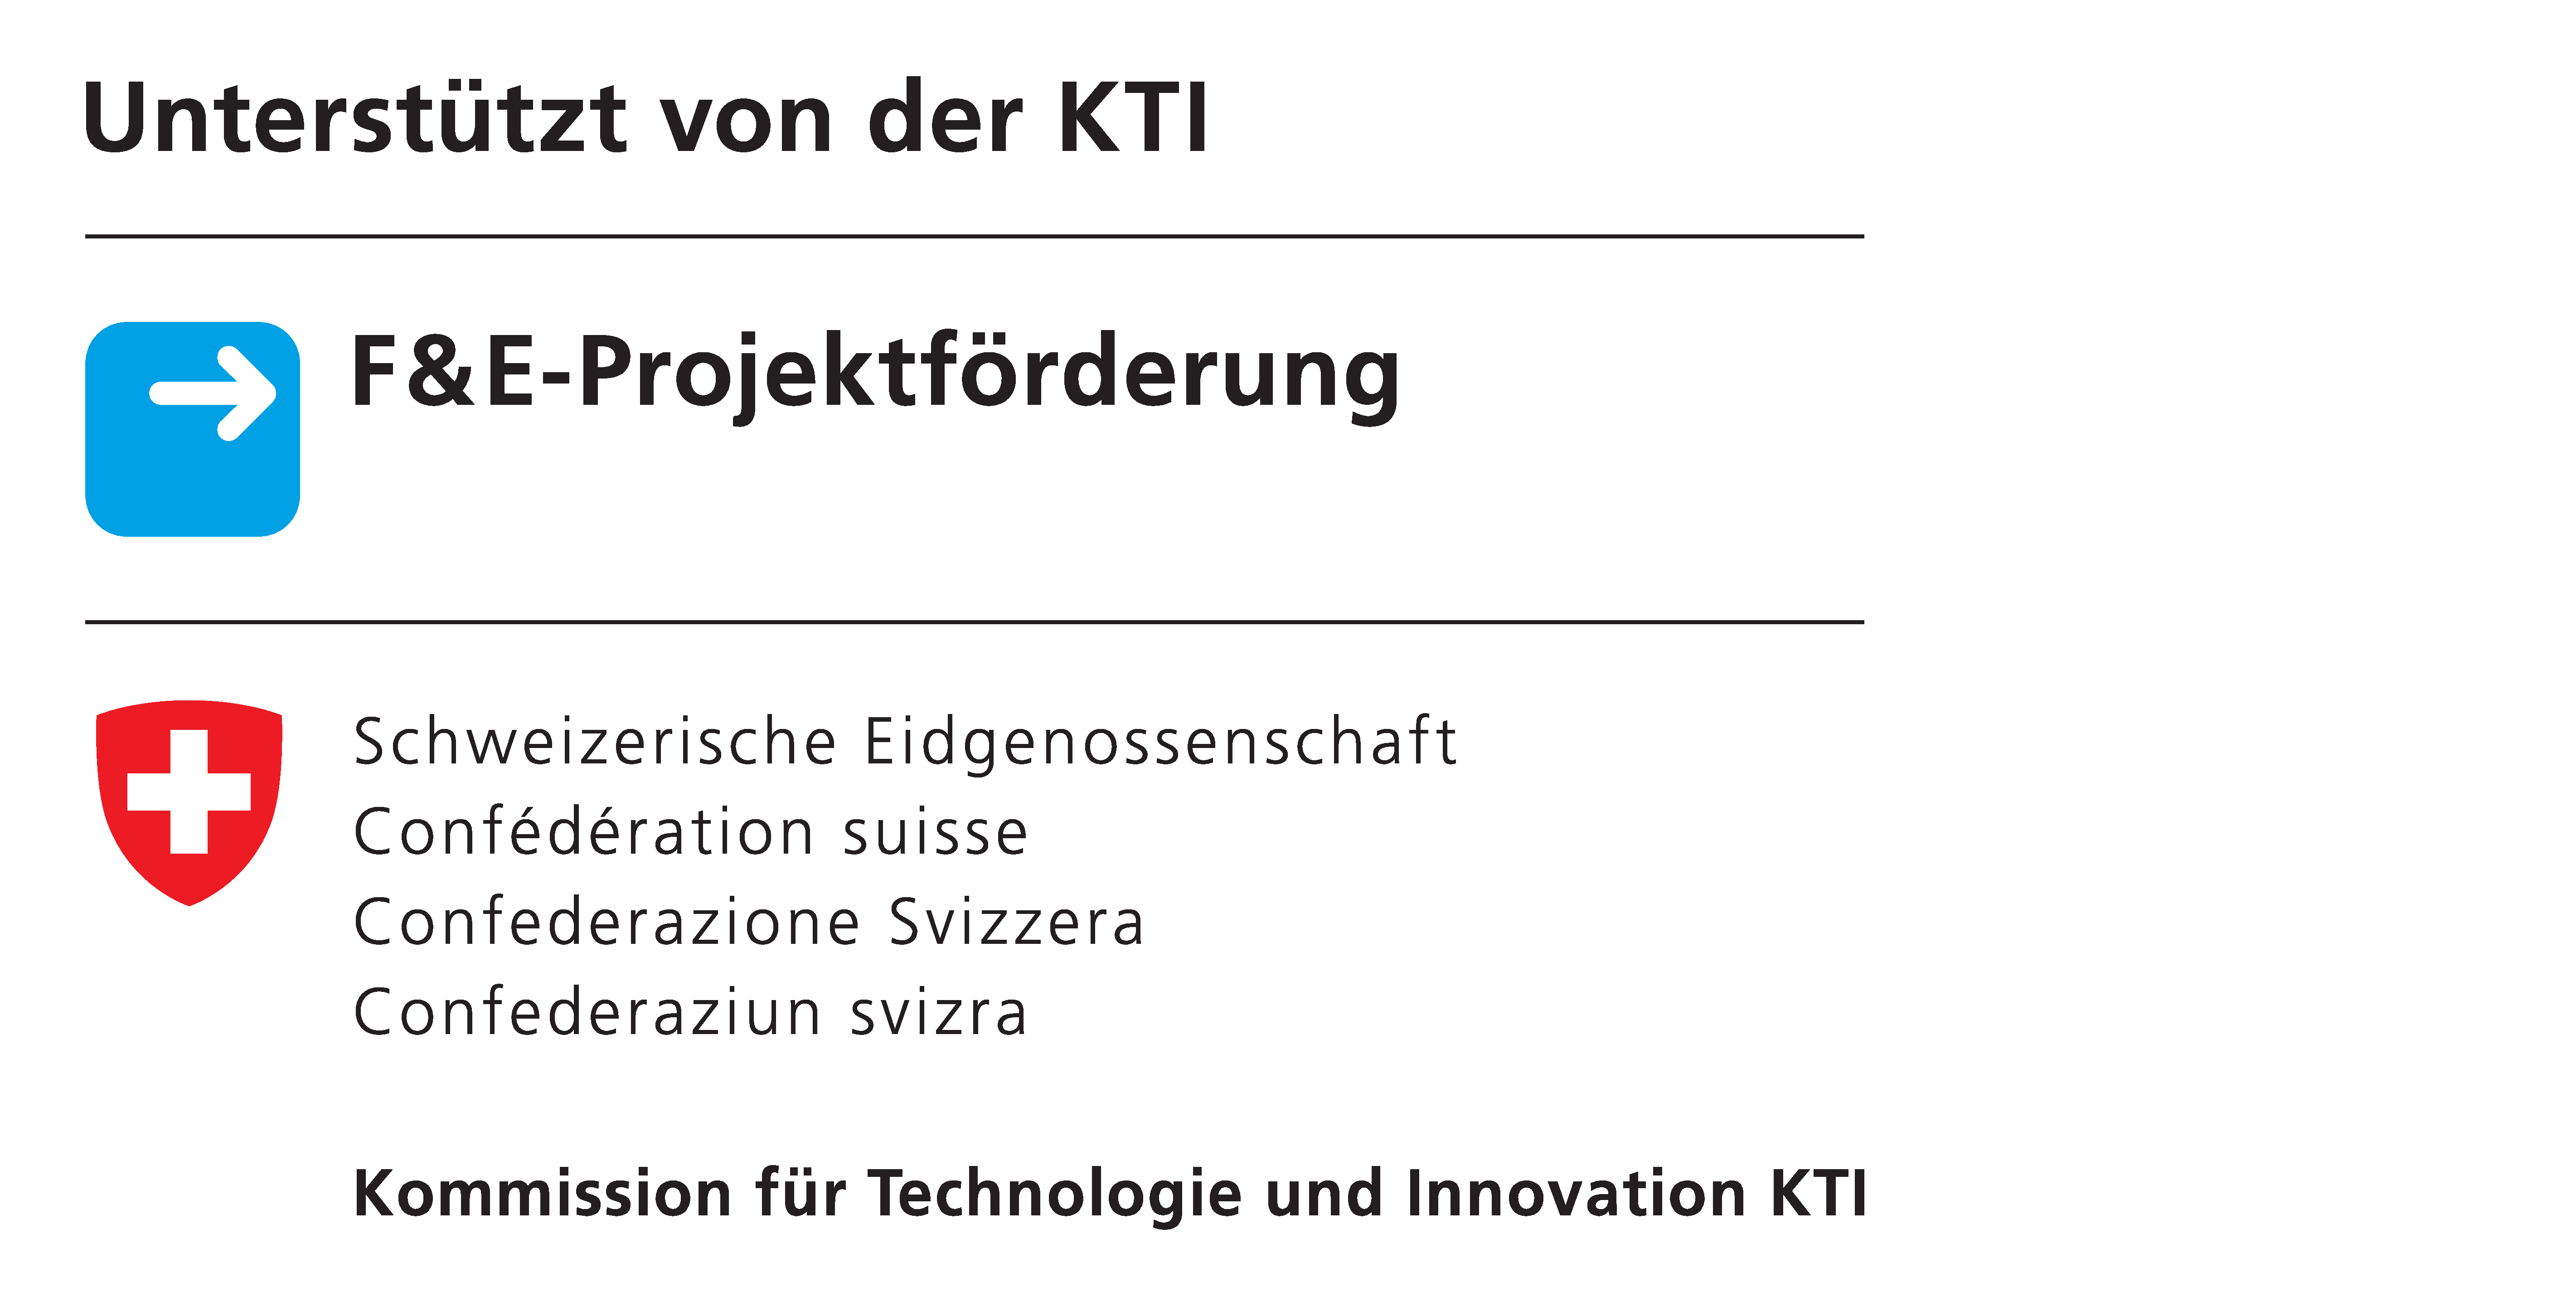 Unterstützt von der KTI
F&E-Projektförderung
Schweizerische Eidgenossenschaft
Confédération suisse
Confederazione Svizzera
Confederaziun svizra
Kommission für Technologie und Innovation KTI